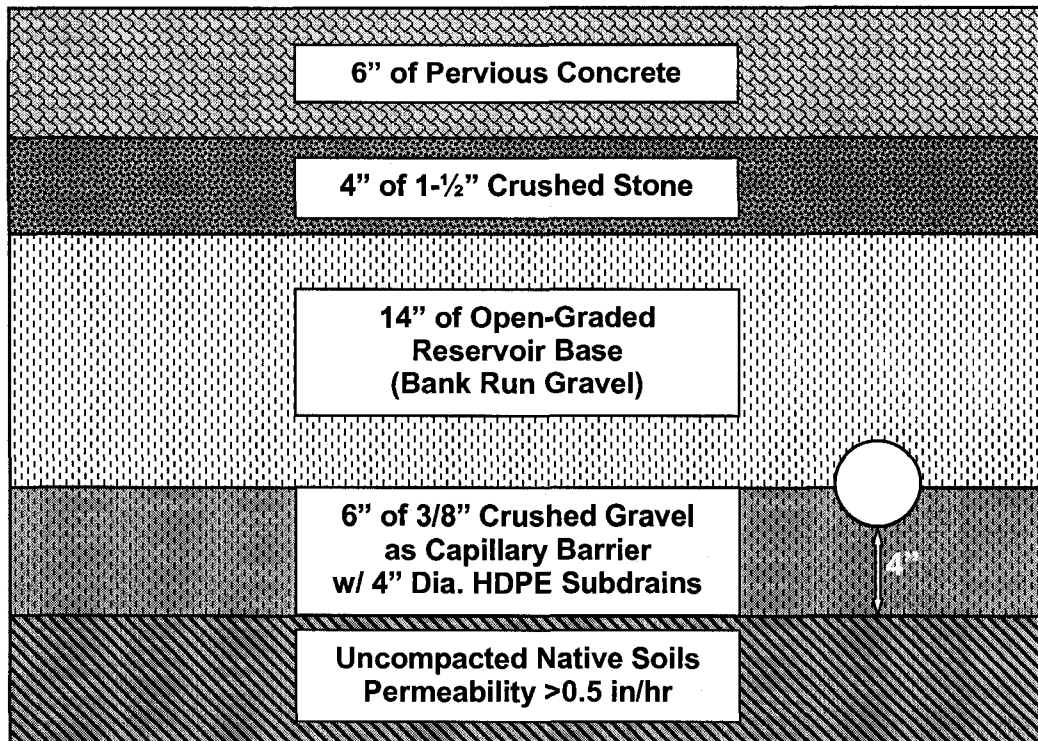 6” of Pervious Concrete
4” of 1-½” Crushed Stone
14” of Open-Graded
Reservoir Base
(Bank Run Gravel)
6” of 3/8” Crushed Gravel
as Capillary Barrier
w/ 4” Dia. HDPE Subdrains
4”
Uncompacted Native Soils
Permeability >0.5 in/hr